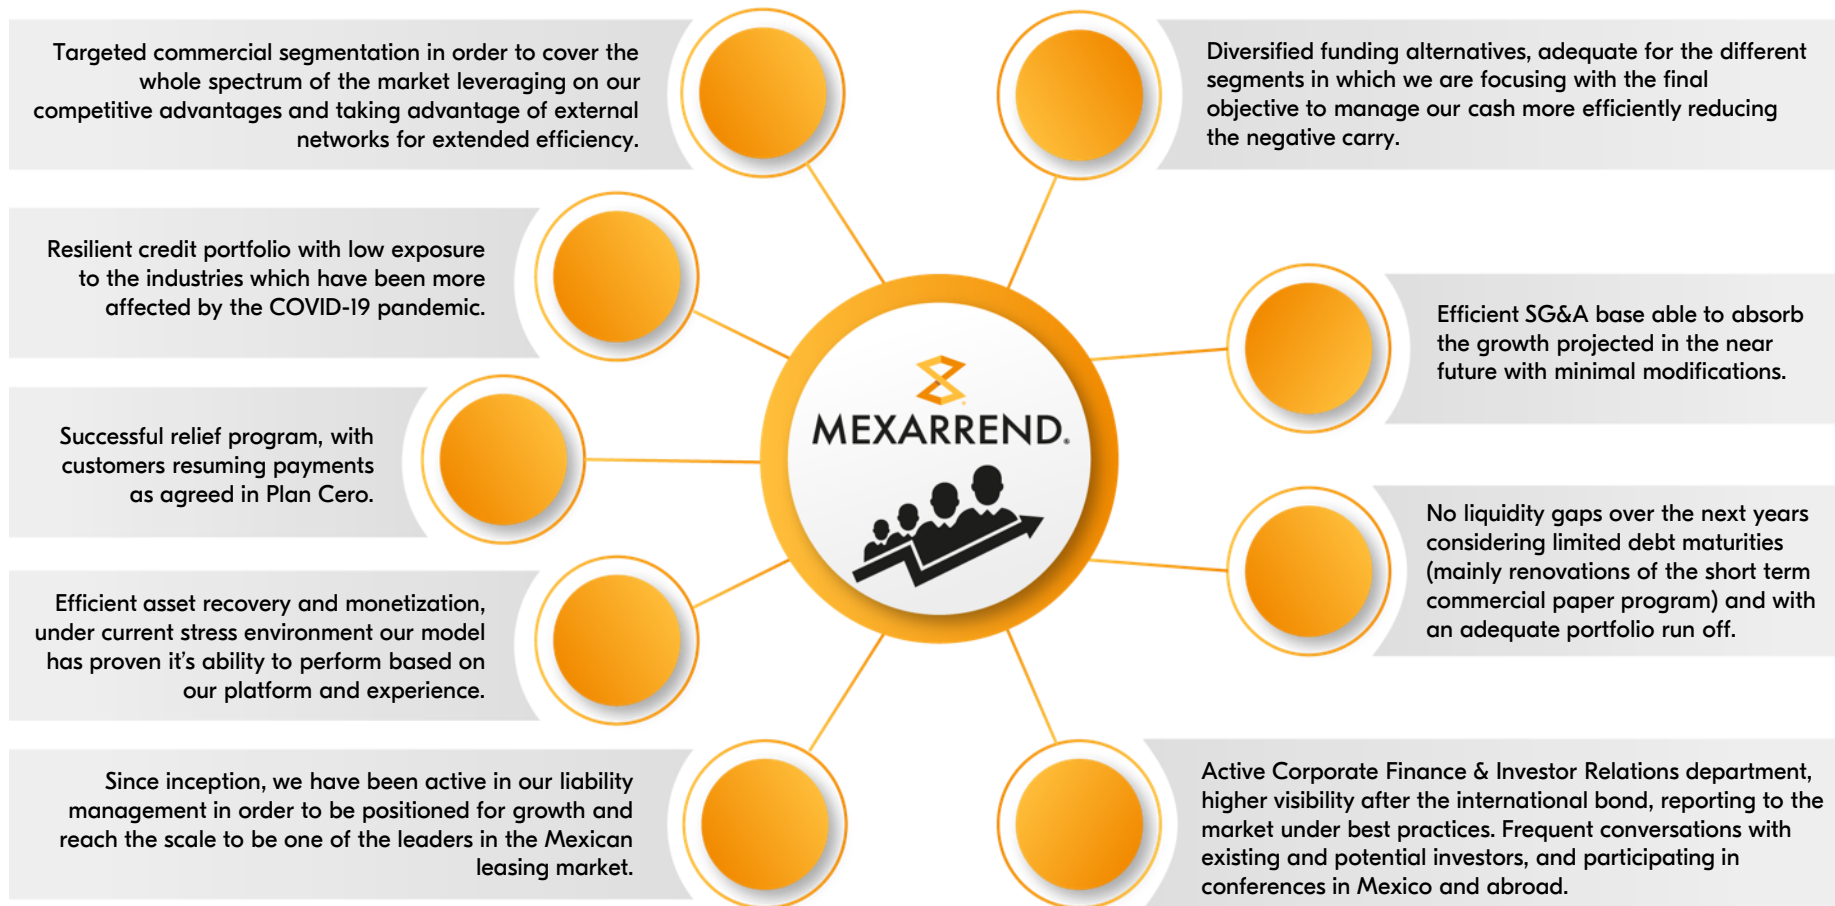 Targeted commercial segmentation in order to cover the
whole spectrum of the market leveraging on our
competitive advantages and taking advantage of external
networks for extended efficiency.
Resilient credit portfolio with low exposure
to the industries which have been more
affected by the COVID-19 pandemic.
Successful relief program, with
customers resuming payments
as agreed in Plan Cero.
Efficient asset recovery and monetization,
under current stress environment our model
has proven it's ability to perform based on
our platform and experience.
Since inception, we have been active in our liability
management in order to be positioned for growth and
reach the scale to be one of the leaders in the Mexican
leasing market.
MEXARREND®
Diversified funding alternatives, adequate for the different
segments in which we are focusing with the final
objective to manage our cash more efficiently reducing
the negative carry.
Efficient SG&A base able to absorb
the growth projected in the near
future with minimal modifications.
No liquidity gaps over the next years
considering limited debt maturities
(mainly renovations of the short term
commercial paper program) and with
an adequate portfolio run off.
Active Corporate Finance & Investor Relations department,
higher visibility after the international bond, reporting to the
market under best practices. Frequent conversations with
existing and potential investors, and participating in
conferences in Mexico and abroad.